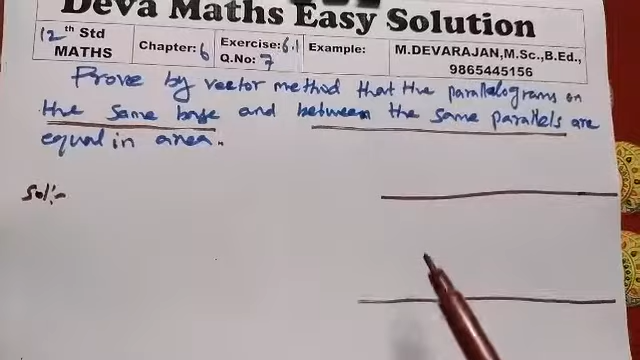 Deva Maths Easy Solution
12th Std
MATHS
Chapter: 6
Exercise: 6.1
Q.No: 7
Example:
M.DEVARAJAN,M.Sc.,B.Ed.,
9865445156
Prove by vector method that the parallelograms on
the same base and between the same parallels are
equal in area.
Sol:-